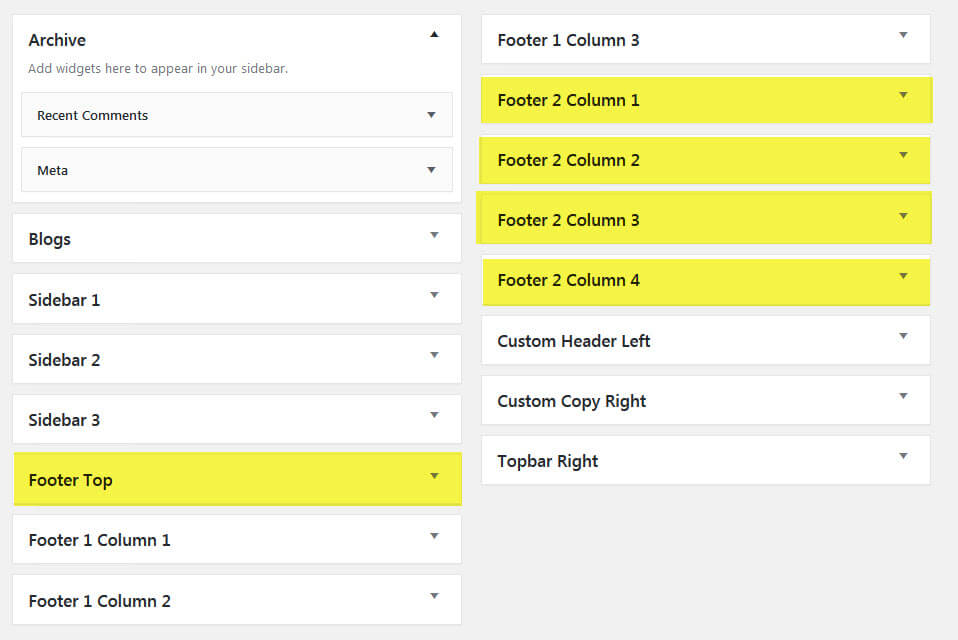 Archive
Add widgets here to appear in your sidebar.
Recent Comments
Meta
Blogs
Sidebar 1
Sidebar 2
Sidebar 3
Footer Top
Footer 1 Column 1
Footer 1 Column 2
Footer 1 Column 3
Footer 2 Column 1
Footer 2 Column 2
Footer 2 Column 3
Footer 2 Column 4
Custom Header Left
Custom Copy Right
Topbar Right